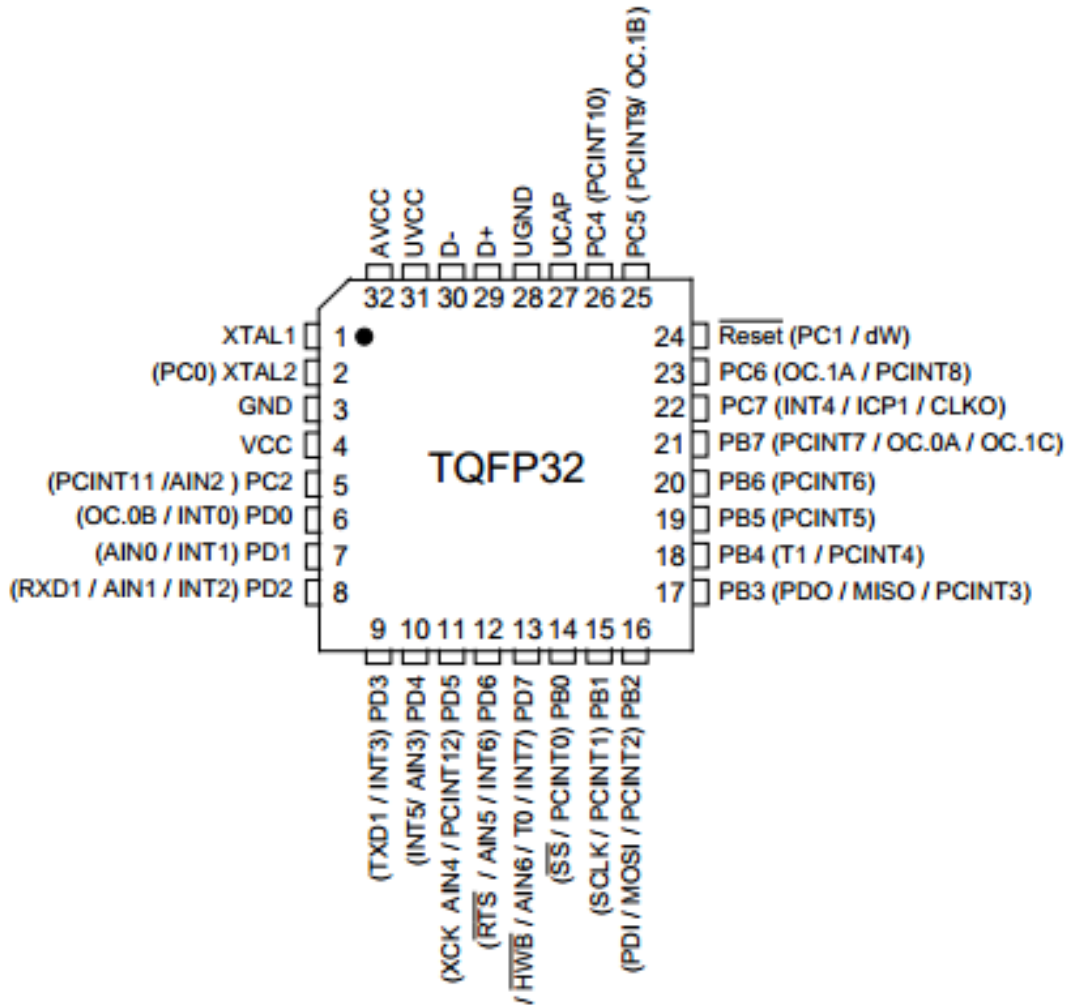 AVCC
UVCC
D-
D+
UGND
UCAP
PC4 (PCINT10)
PC5 ( PCINT9/ OC.1B)
32 31 30 29 28 27 26 25
XTAL1 1
(PC0) XTAL2 2
GND 3
VCC 4
(PCINT11 /AIN2 ) PC2 5
(OC.0B / INT0) PD0 6
(AIN0 / INT1) PD1 7
(RXD1 / AIN1 / INT2) PD2 8
TQFP32
24 Reset (PC1 / dW)
23 PC6 (OC.1A / PCINT8)
22 PC7 (INT4 / ICP1 / CLKO)
21 PB7 (PCINT7 / OC.0A / OC.1C)
20 PB6 (PCINT6)
19 PB5 (PCINT5)
18 PB4 (T1 / PCINT4)
17 PB3 (PDO / MISO / PCINT3)
9 10 11 12 13 14 15 16
(TXD1 / INT3) PD3
(INT5/ AIN3) PD4
(XCK AIN4 / PCINT12) PD5
(RTS / AIN5 / INT6) PD6
/ HWB / AIN6 / T0 / INT7) PD7
(SS / PCINT0) PB0
(SCLK / PCINT1) PB1
(PDI / MOSI / PCINT2) PB2